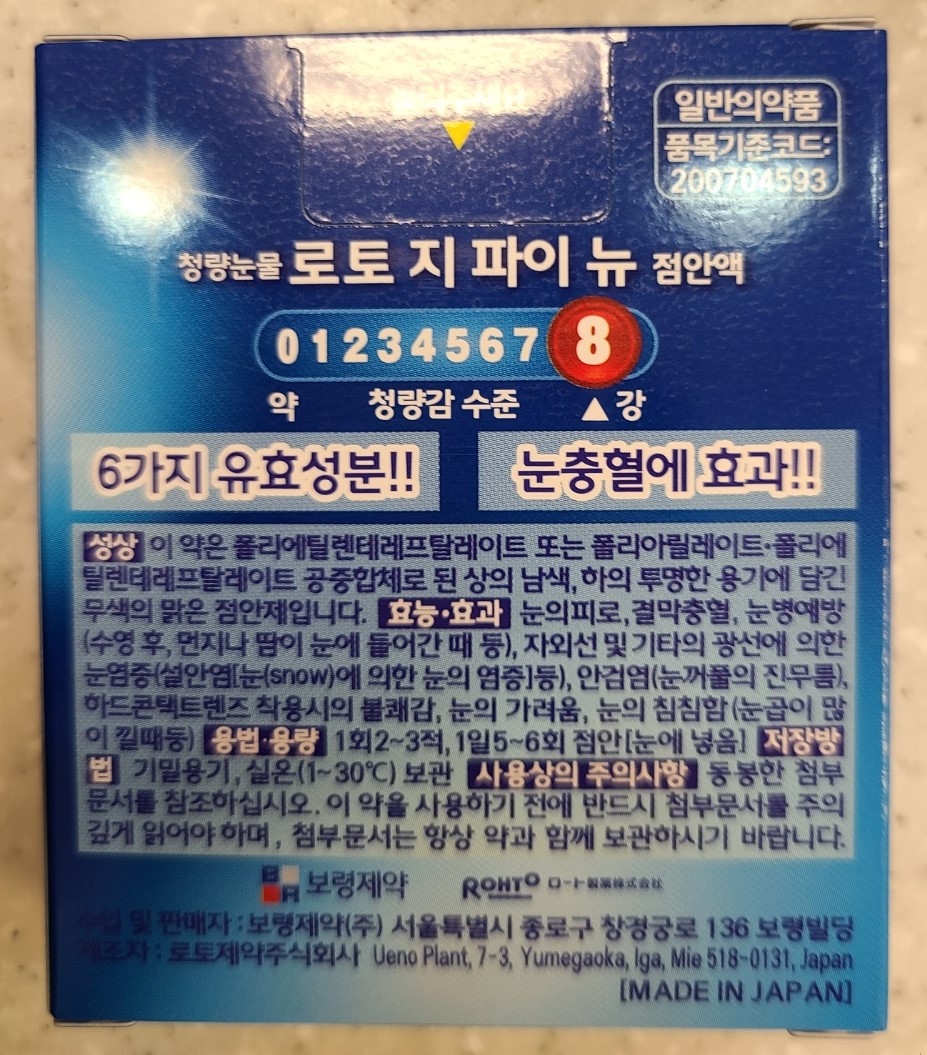 일반의약품
품목기준코드:
200704593
청량눈물 로토 지 파이 뉴 점안액
0 1 2 3 4 5 6 7 8
약 청량감 수준 ▲강
6가지 유효성분!! 눈충혈에 효과!!
성상 이 약은 폴리에틸렌테레프탈레이트 또는 폴리아릴레이트·폴리에
틸렌테레프탈레이트 공중합체로 된 상의 남색, 하의 투명한 용기에 담긴
무색의 맑은 점안제입니다. 효능·효과 눈의피로, 결막충혈, 눈병예방
(수영 후, 먼지나 땀이 눈에 들어간 때 등), 자외선 및 기타의 광선에 의한
눈염증(설안염[눈(snow)에 의한 눈의 염증]등), 안검염(눈꺼풀의 진무름),
하드콘택트렌즈 착용시의 불쾌감, 눈의 가려움, 눈의 침침함 (눈곱이 많
이 낄때등) 용법·용량 1회2~3적, 1일5~6회 점안[눈에 넣음] 저장방
법 기밀용기, 실온(1~30℃) 보관 사용상의 주의사항 동봉한 첨부
문서를 참조하십시오. 이 약을 사용하기 전에 반드시 첨부문서를 주의
깊게 읽어야하며, 첨부문서는 항상 약과 함께 보관하시기 바랍니다.
BR 보령제약 ROHTO ロート製薬株式会社
수입 및 판매자 : 보령제약(주) 서울특별시 종로구 창경궁로 136 보령빌딩
제조자 : 로토제약주식회사 Ueno Plant, 7-3, Yumegaoka, Iga, Mie 518-0131, Japan
[MADE IN JAPAN]